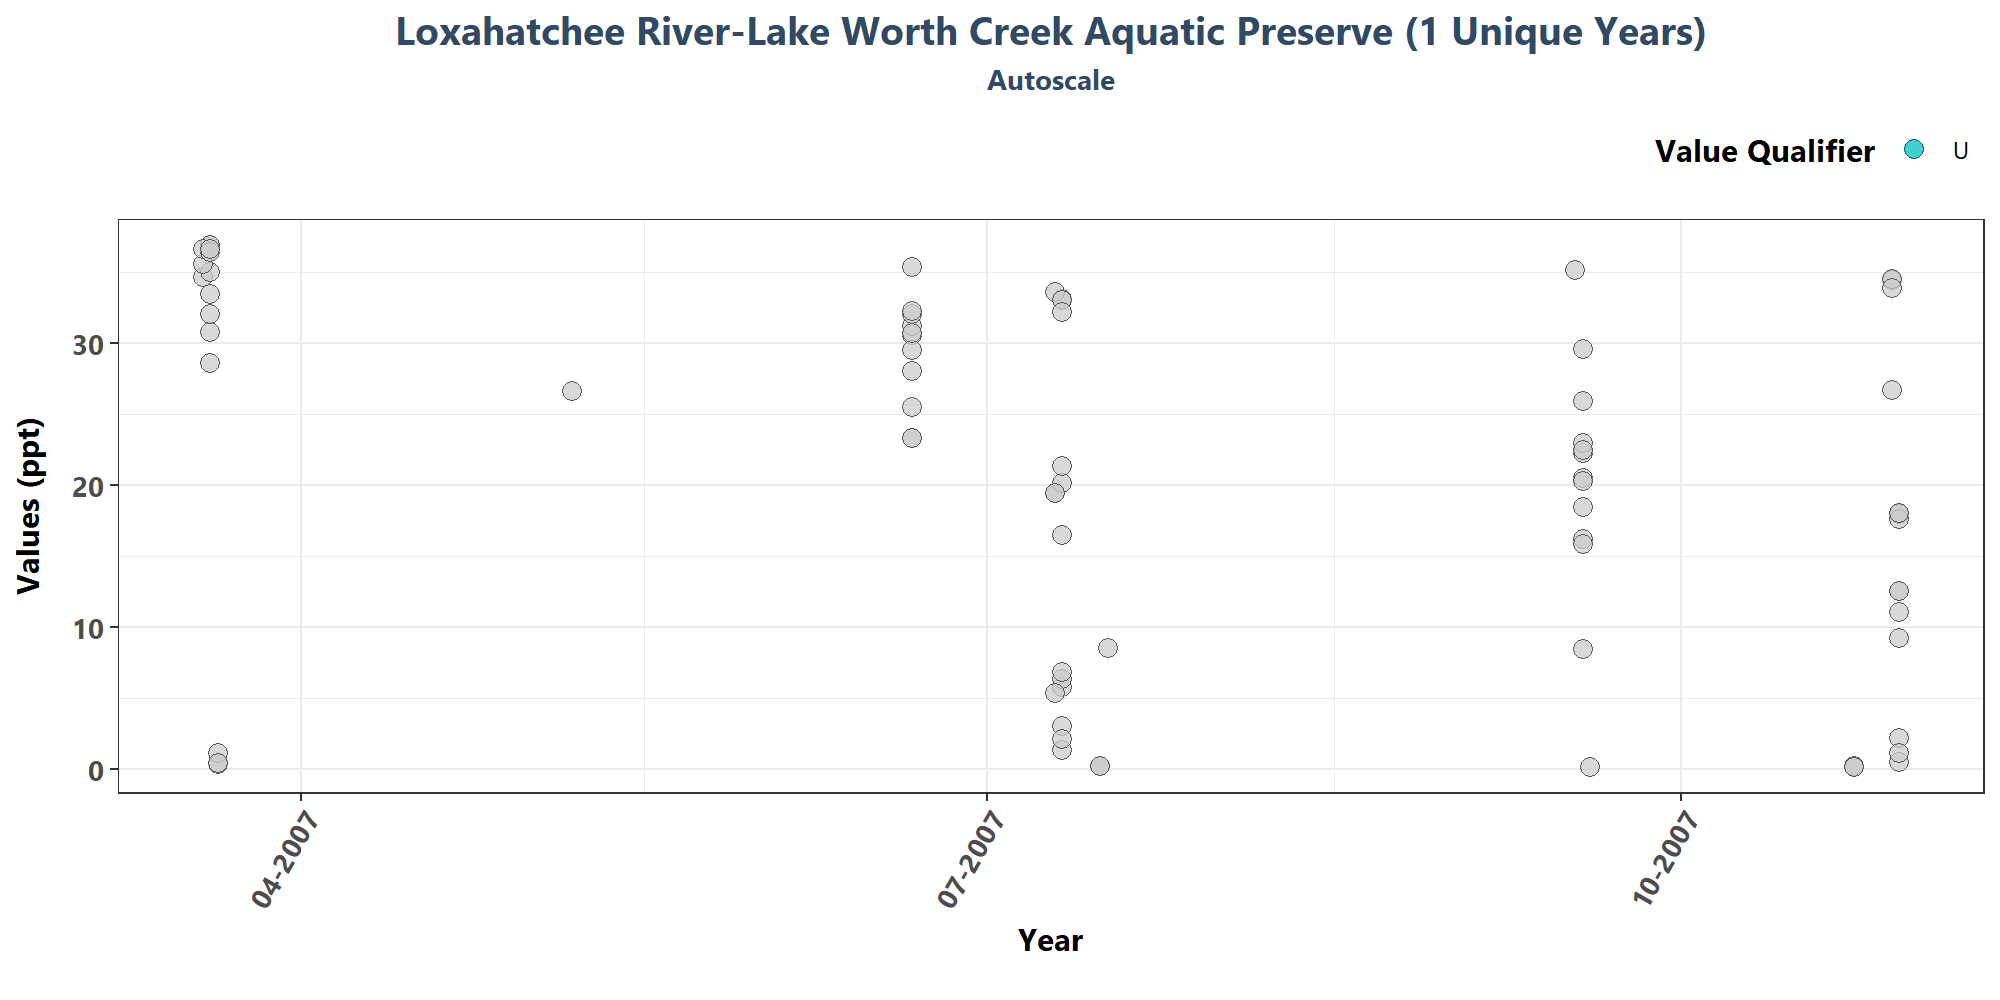 Loxahatchee River-Lake Worth Creek Aquatic Preserve (1 Unique Years)
Autoscale
Value Qualifier U
Values (ppt)
30
20
10
0
04-2007
07-2007
10-2007
Year